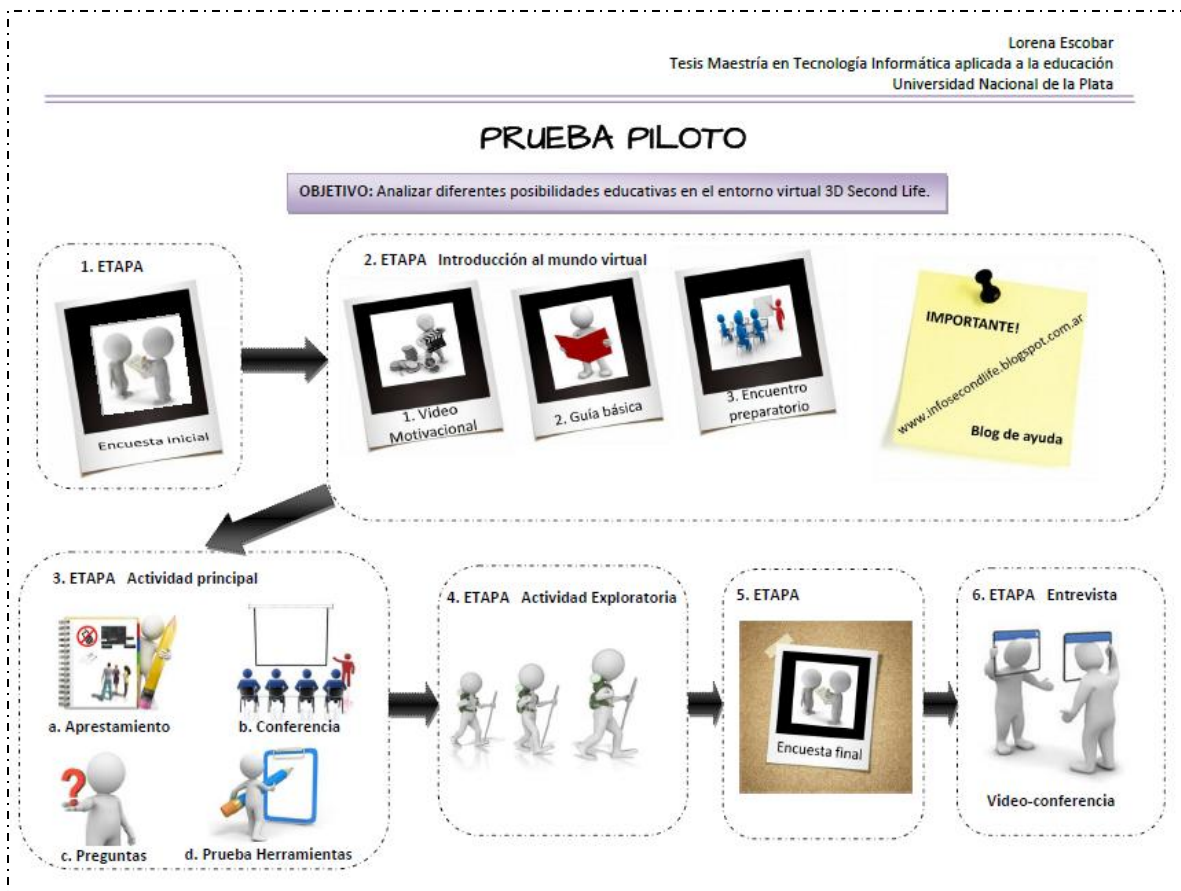 Lorena Escobar
Tesis Maestría en Tecnología Informática aplicada a la educación
Universidad Nacional de la Plata
PRUEBA PILOTO
OBJETIVO: Analizar diferentes posibilidades educativas en el entorno virtual 3D Second Life.
1. ETAPA
Encuesta inicial
2. ETAPA Introducción al mundo virtual
1. Video
Motivacional
2. Guía básica
3. Encuentro
preparatorio
IMPORTANTE!
www.infosecondlife.blogspot.com.ar
Blog de ayuda
3. ETAPA Actividad principal
a. Aprestamiento
b. Conferencia
c. Preguntas
d. Prueba Herramientas
4. ETAPA Actividad Exploratoria
5. ETAPA
Encuesta final
6. ETAPA Entrevista
Video-conferencia